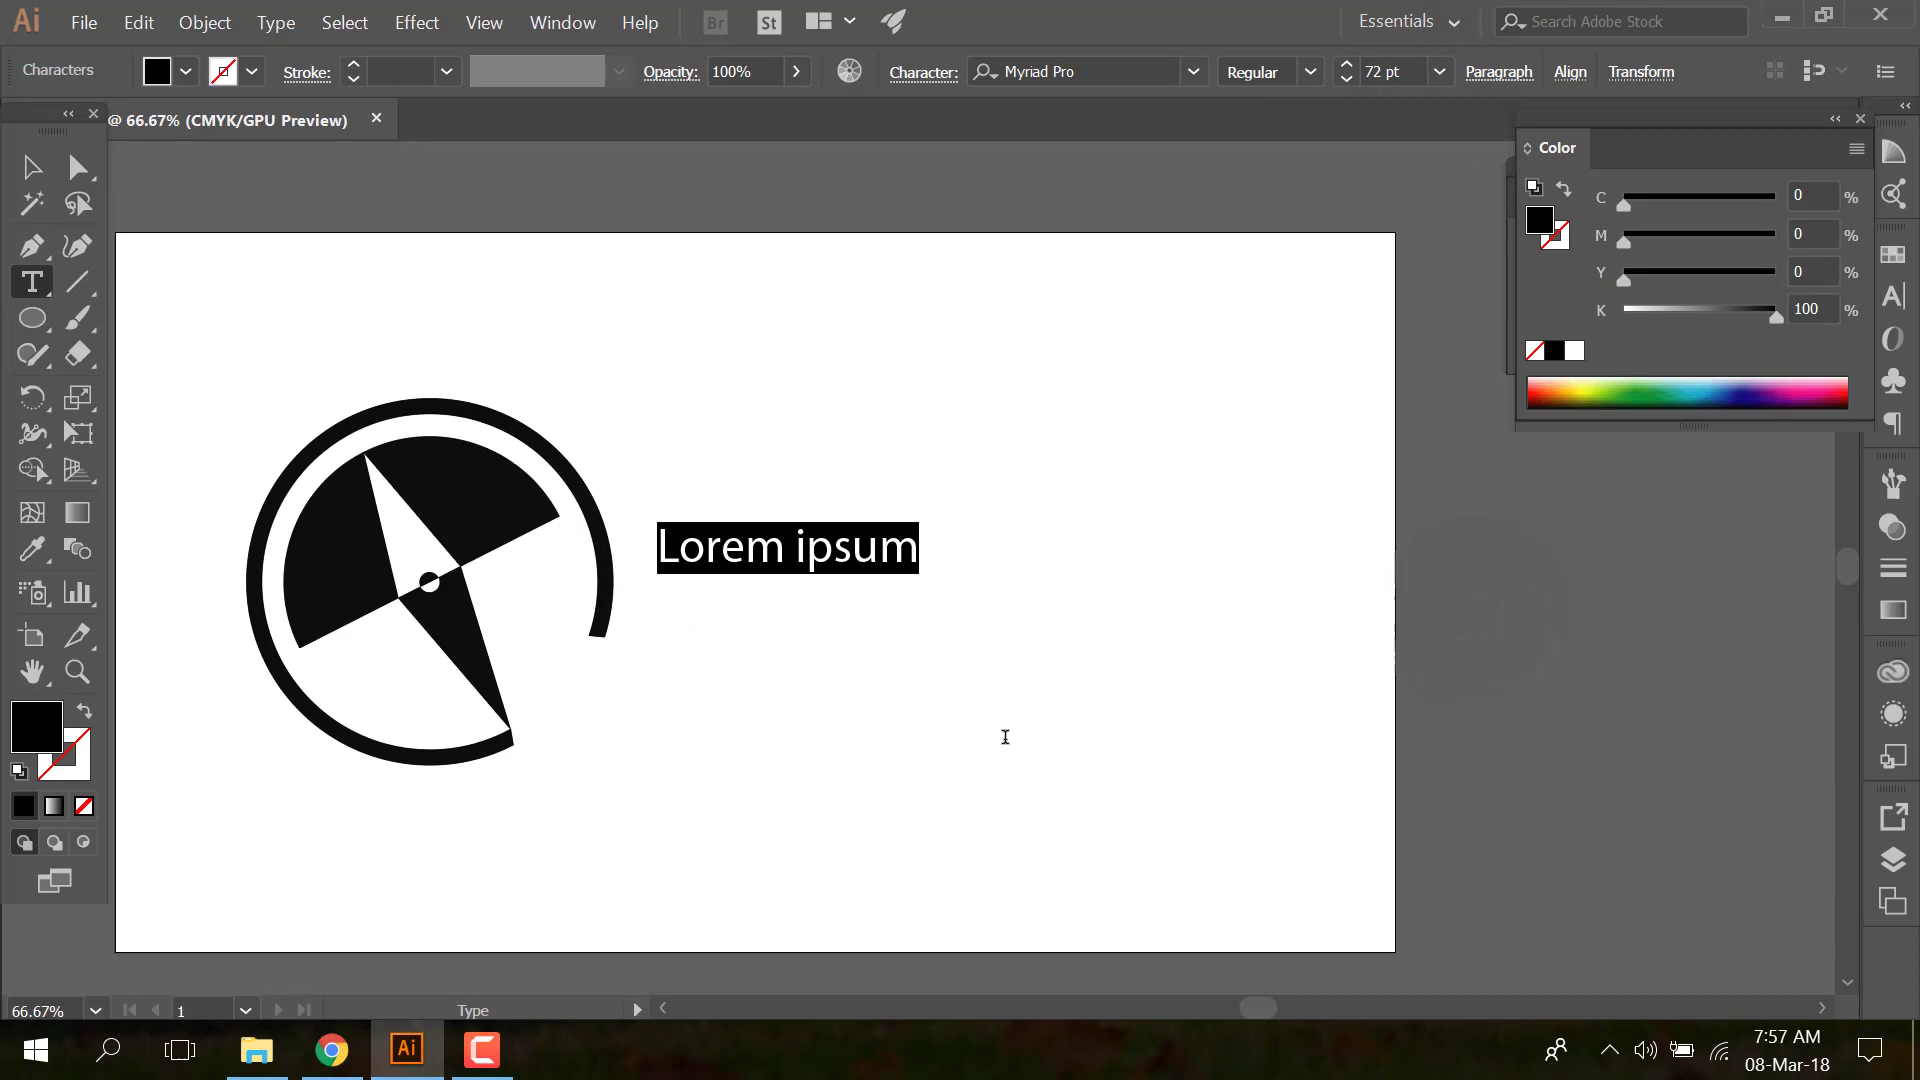 Ai File Edit Object Type Select Effect View Window Help Br St Essentials Search Adobe Stock
Characters Stroke: Opacity: 100% Character: Myriad Pro Regular 72 pt Paragraph Align Transform
@ 66.67% (CMYK/GPU Preview)
Color
C 0 %
M 0 %
Y 0 %
K 100 %
Lorem ipsum
66.67% 1 Type
Ai
7:57 AM
08-Mar-18